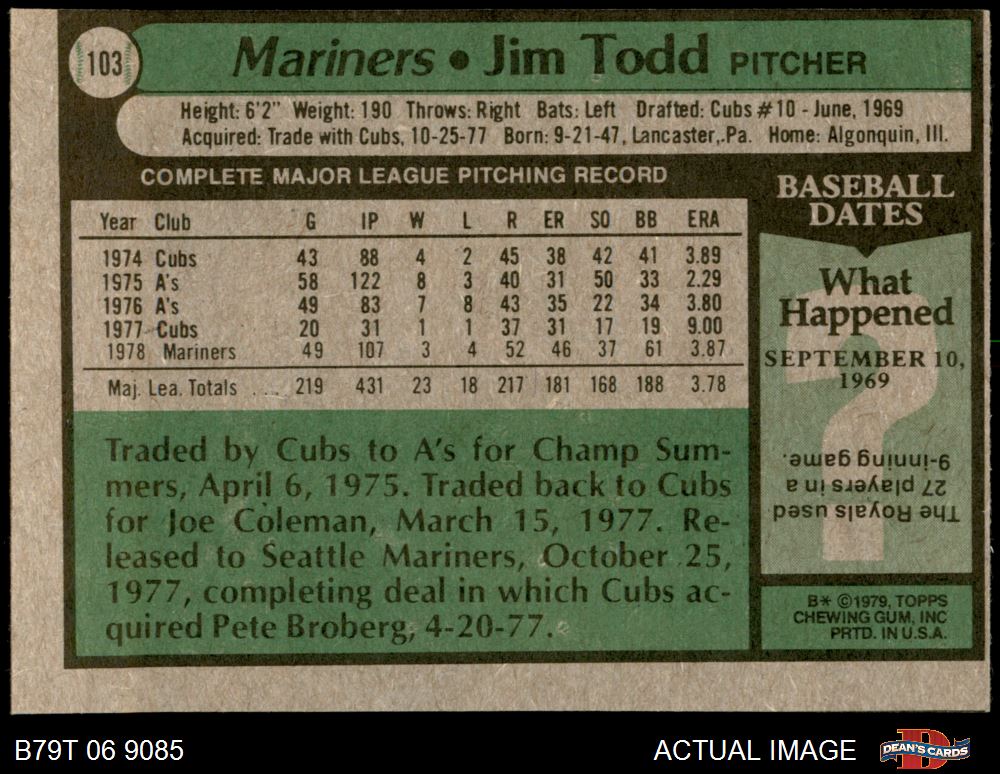 103
Mariners • Jim Todd PITCHER
Height: 6'2" Weight: 190 Throws: Right Bats: Left Drafted: Cubs #10 - June, 1969
Acquired: Trade with Cubs, 10-25-77 Born: 9-21-47, Lancaster, Pa. Home: Algonquin, Ill.
COMPLETE MAJOR LEAGUE PITCHING RECORD
Year Club G IP W L R ER SO BB ERA
1974 Cubs 43 88 4 2 45 38 42 41 3.89
1975 A's 58 122 8 3 40 31 50 33 2.29
1976 A's 49 83 7 8 43 35 22 34 3.80
1977 Cubs 20 31 1 1 37 31 17 19 9.00
1978 Mariners 49 107 3 4 52 46 37 61 3.87
Maj. Lea. Totals ... 219 431 23 18 217 181 168 188 3.78
Traded by Cubs to A's for Champ Sum-
mers, April 6, 1975. Traded back to Cubs
for Joe Coleman, March 15, 1977. Re-
leased to Seattle Mariners, October 25,
1977, completing deal in which Cubs ac-
quired Pete Broberg, 4-20-77.
BASEBALL
DATES
What
Happened
SEPTEMBER 10,
1969
?
The Royals used
27 players in a
9-inning game.
B* ©1979, TOPPS
CHEWING GUM, INC
PRTD. IN U.S.A.
B79T 06 9085
ACTUAL IMAGE
DEAN'S CARDS